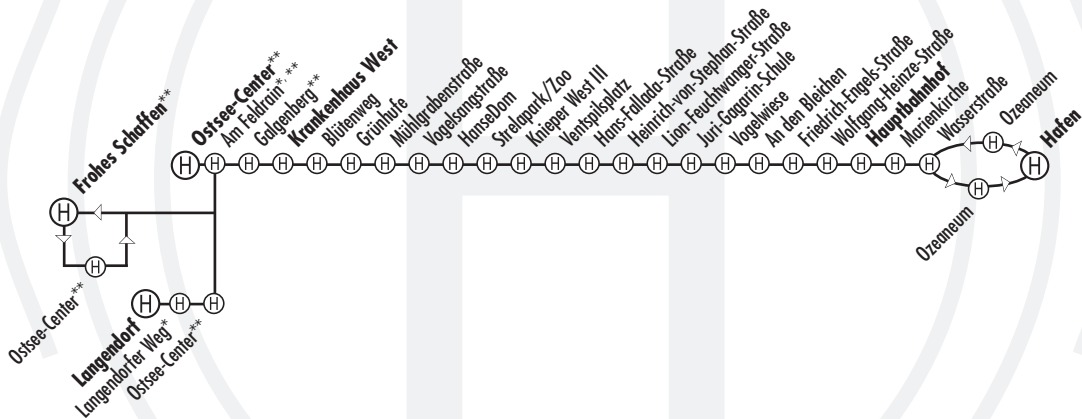 Frohes Schaffen**
Ostsee-Center**
Ostsee-Center**
Am Feldrain*, **
Galgenberg**
Krankenhaus West
Blütenweg
Grünhufe
Mühlgrabenstraße
Vogelsangstraße
HanseDom
Strelapark/Zoo
Knieper West III
Ventspilsplatz
Hans-Fallada-Straße
Heinrich-von-Stephan-Straße
Lion-Feuchtwanger-Straße
Juri-Gagarin-Schule
Vogelwiese
An den Bleichen
Friedrich-Engels-Straße
Wolfgang-Heinze-Straße
Hauptbahnhof
Marienkirche
Wasserstraße
Ozeaneum
Hafen
Ozeaneum
Langendorf
Langendorfer Weg*
Ostsee-Center**